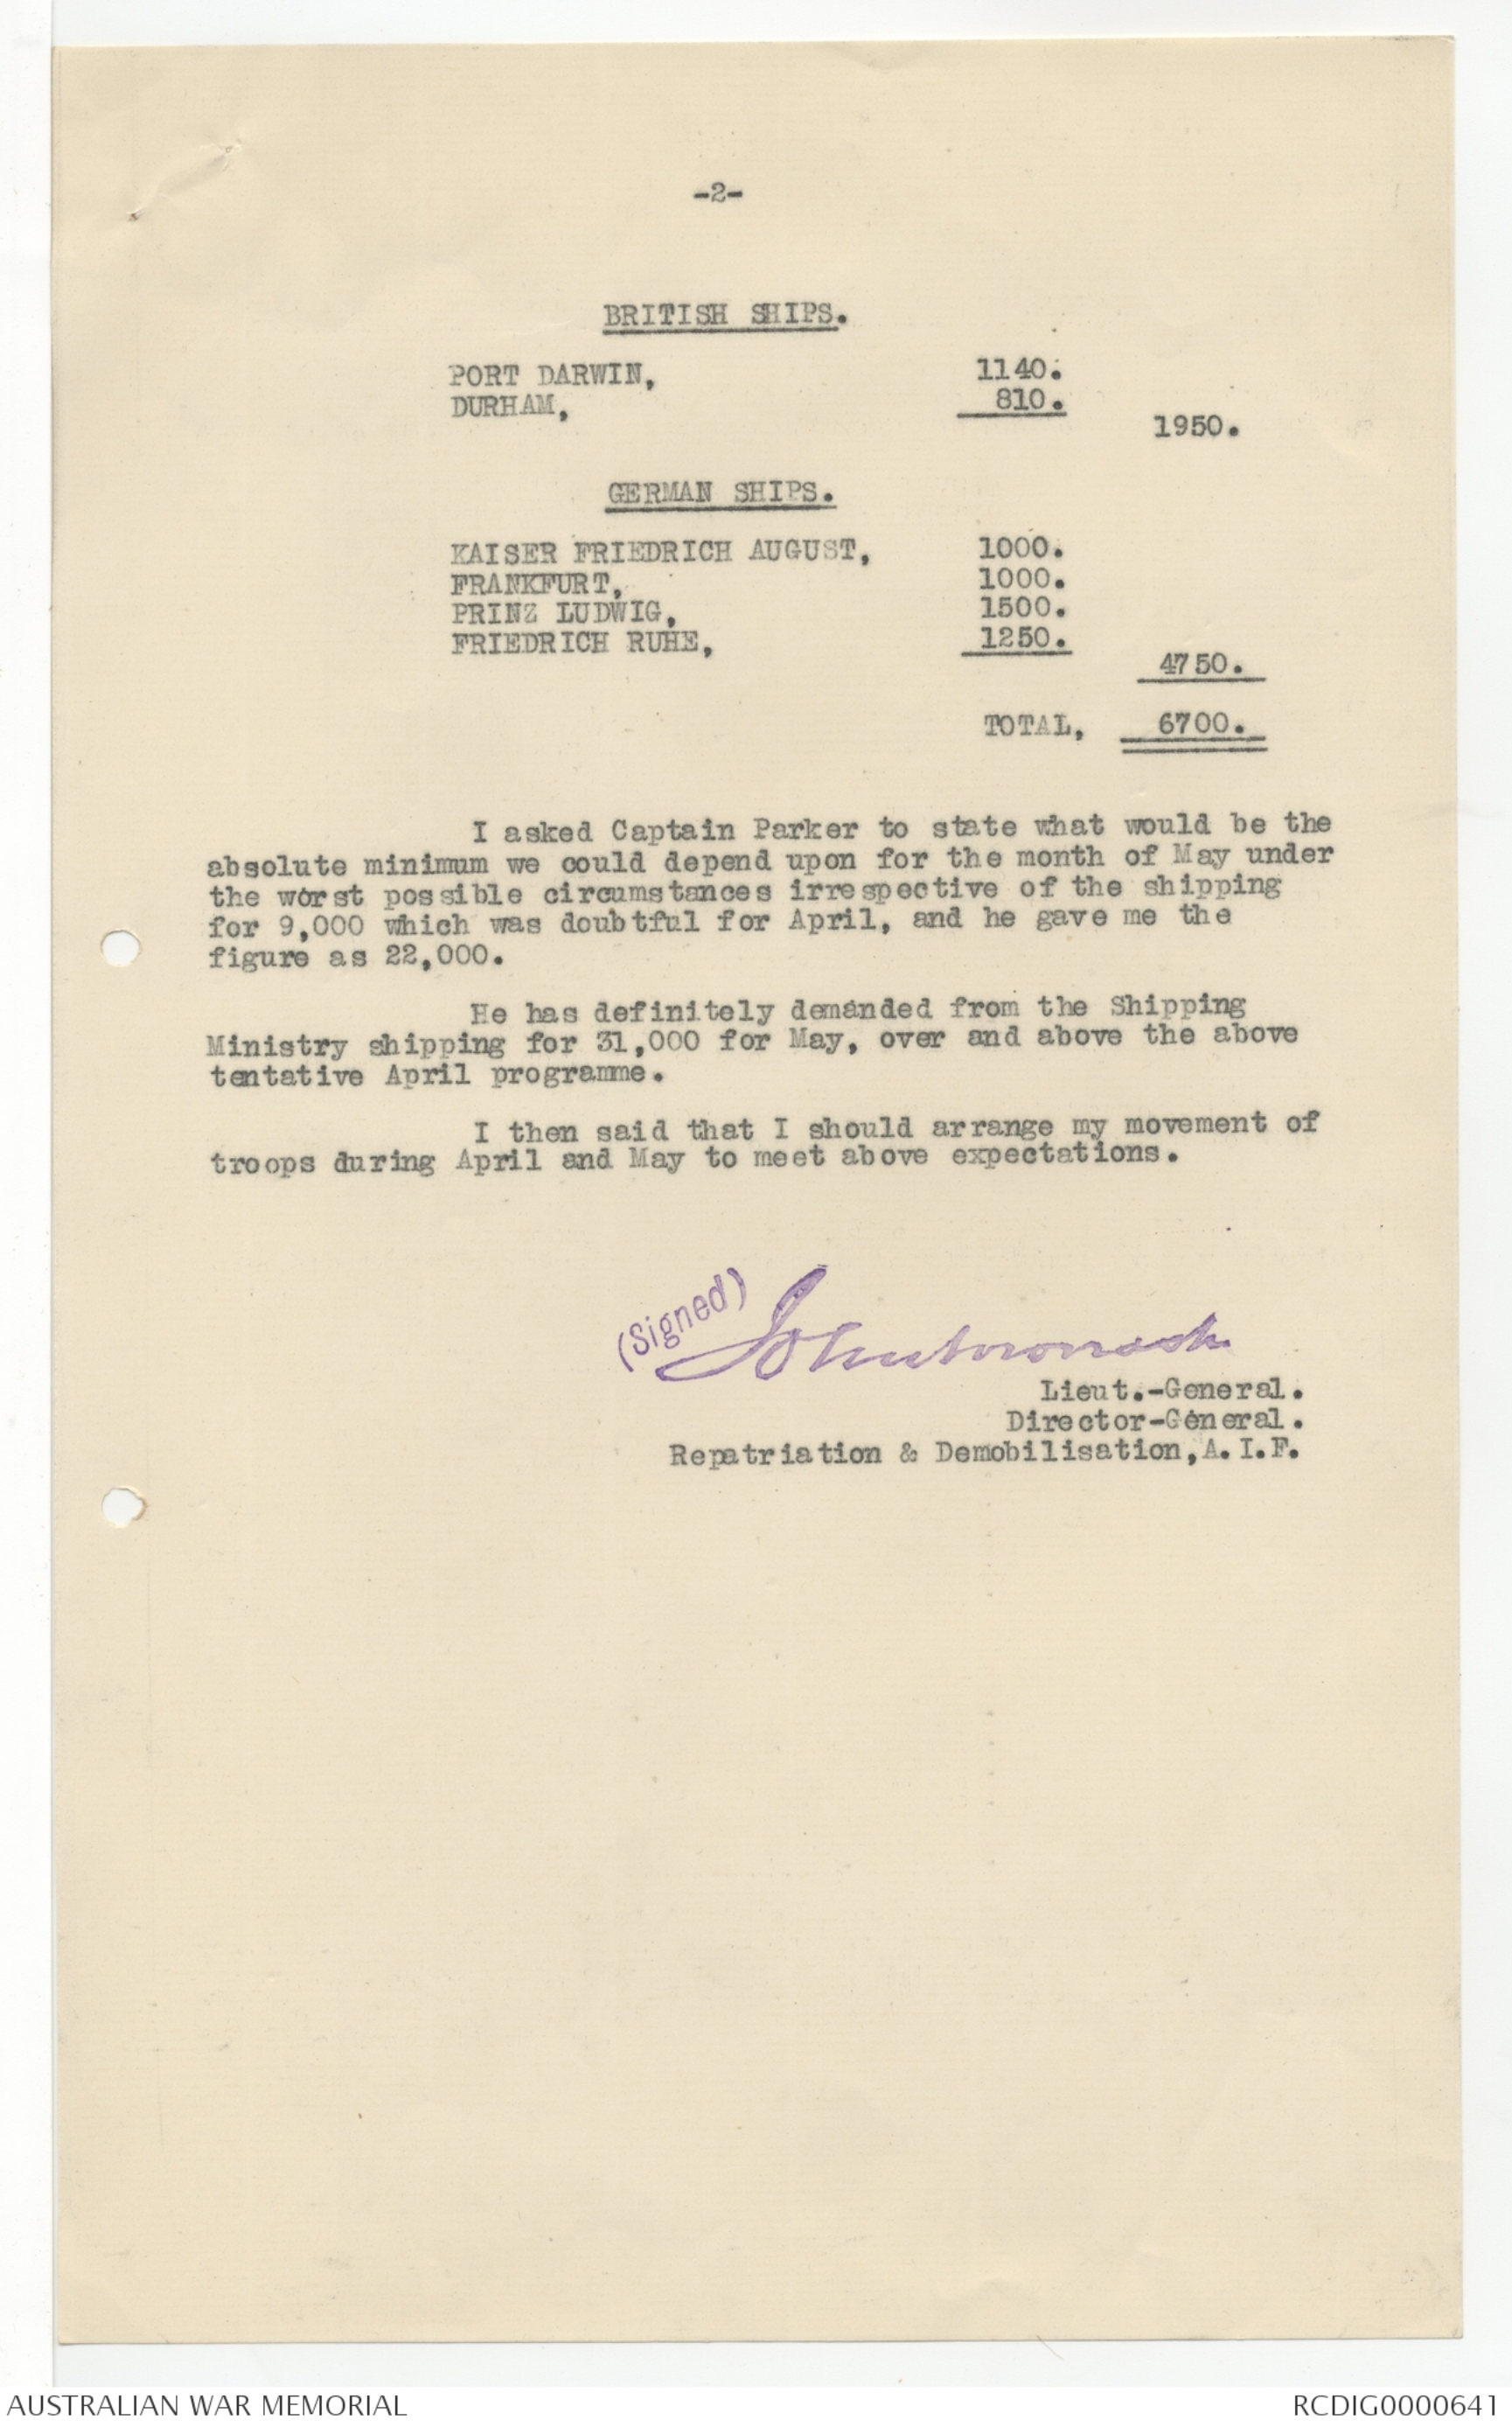 -2-
BRITISH SHIPS.
PORT DARWIN, 1140.
DURHAM, 810.
1950.
GERMAN SHIPS.
KAISER FRIEDRICH AUGUST, 1000.
FRANKFURT, 1000.
PRINZ LUDWIG, 1500.
FRIEDRICH RUHE, 1250.
4750.
TOTAL, 6700.
I asked Captain Parker to state what would be the
absolute minimum we could depend upon for the month of May under
the worst possible circumstances irrespective of the shipping
for 9,000 which was doubtful for April, and he gave me the
figure as 22,000.
He has definitely demanded from the Shipping
Ministry shipping for 31,000 for May, over and above the above
tentative April programme.
I then said that I should arrange my movement of
troops during April and May to meet above expectations.
(Signed) John Monash
Lieut.-General.
Director-General.
Repatriation & Demobilisation, A.I.F.
AUSTRALIAN WAR MEMORIAL RCDIG0000641